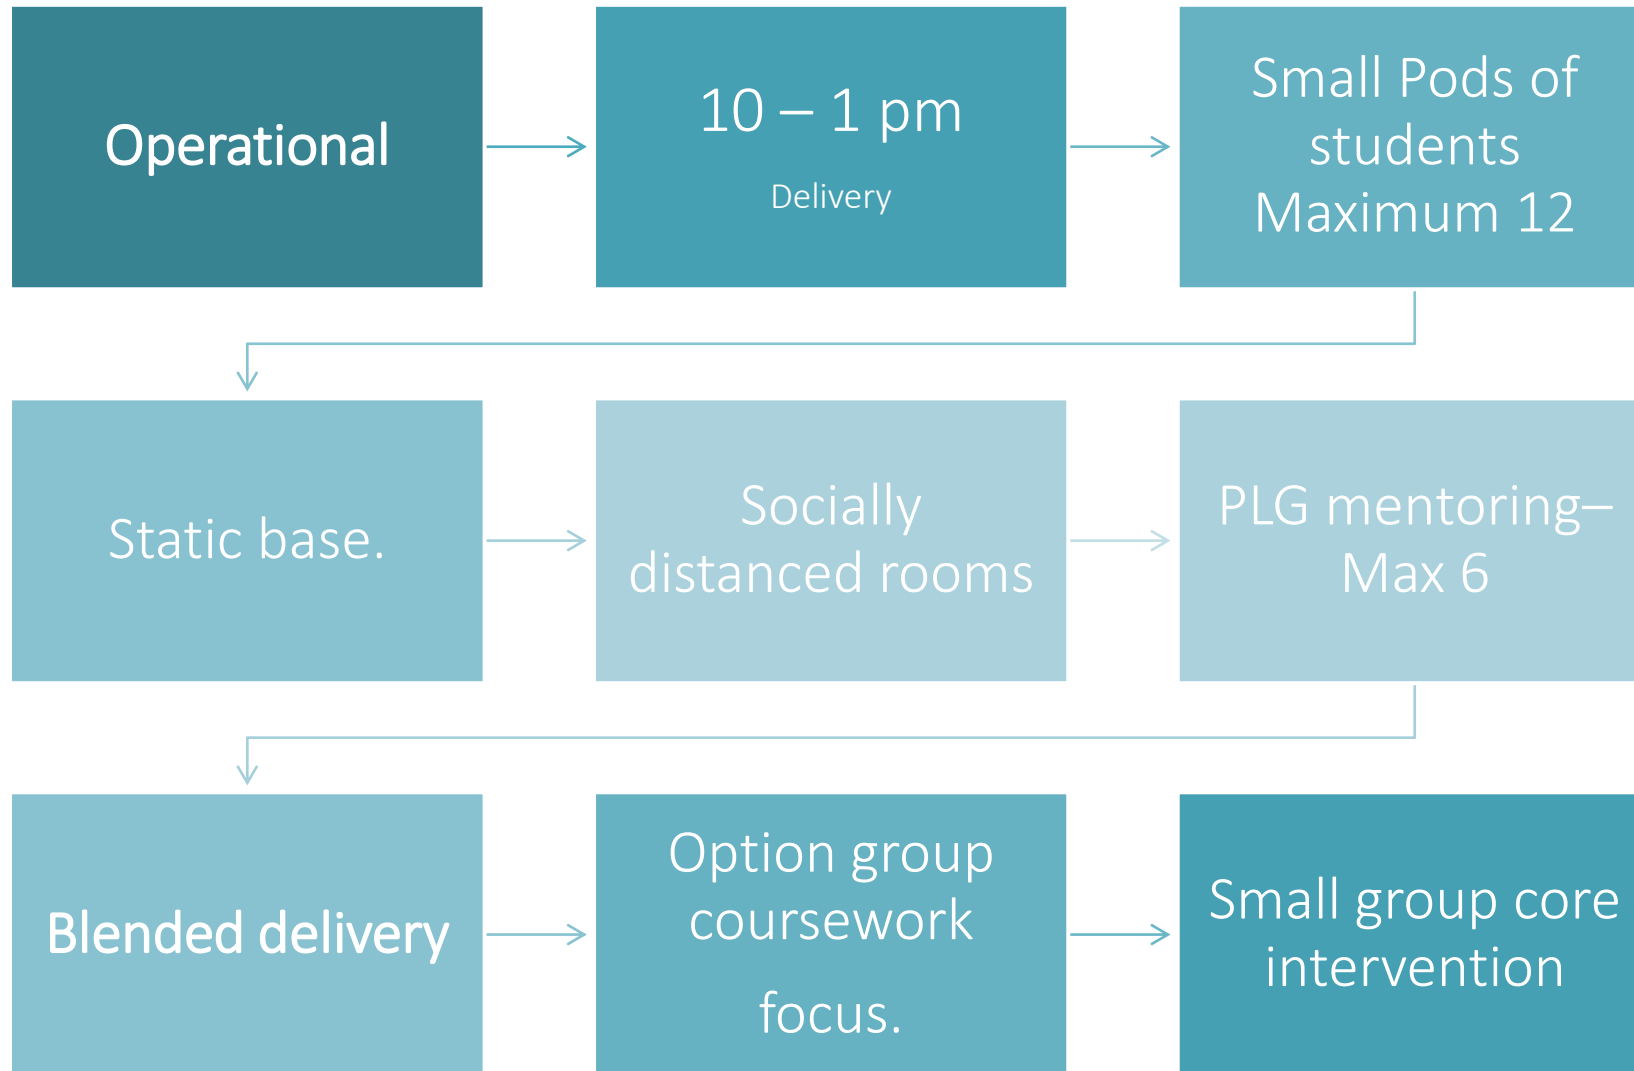 Operational
10 – 1 pm
Delivery
Small Pods of
students
Maximum 12
Static base.
Socially
distanced rooms
PLG mentoring–
Max 6
Blended delivery
Option group
coursework
focus.
Small group core
intervention